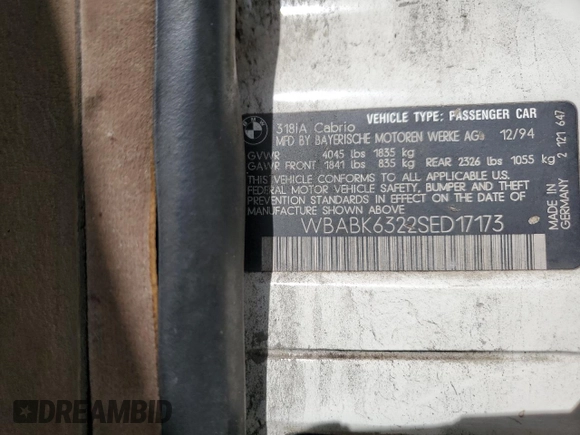 VEHICLE TYPE: PASSENGER CAR
318iA Cabrio
MFD BY BAYERISCHE MOTOREN WERKE AG 12/94
GVWR 4045 lbs 1835 kg
GAWR FRONT 1841 lbs 835 kg REAR 2326 lbs 1055 kg
THIS VEHICLE CONFORMS TO ALL APPLICABLE U.S.
FEDERAL MOTOR VEHICLE SAFETY, BUMPER AND THEFT
PREVENTION STANDARDS IN EFFECT ON THE DATE OF
MANUFACTURE SHOWN ABOVE
WBABK6322SED17173
MADE IN
GERMANY
2 121 647
BMW
DREAMBID